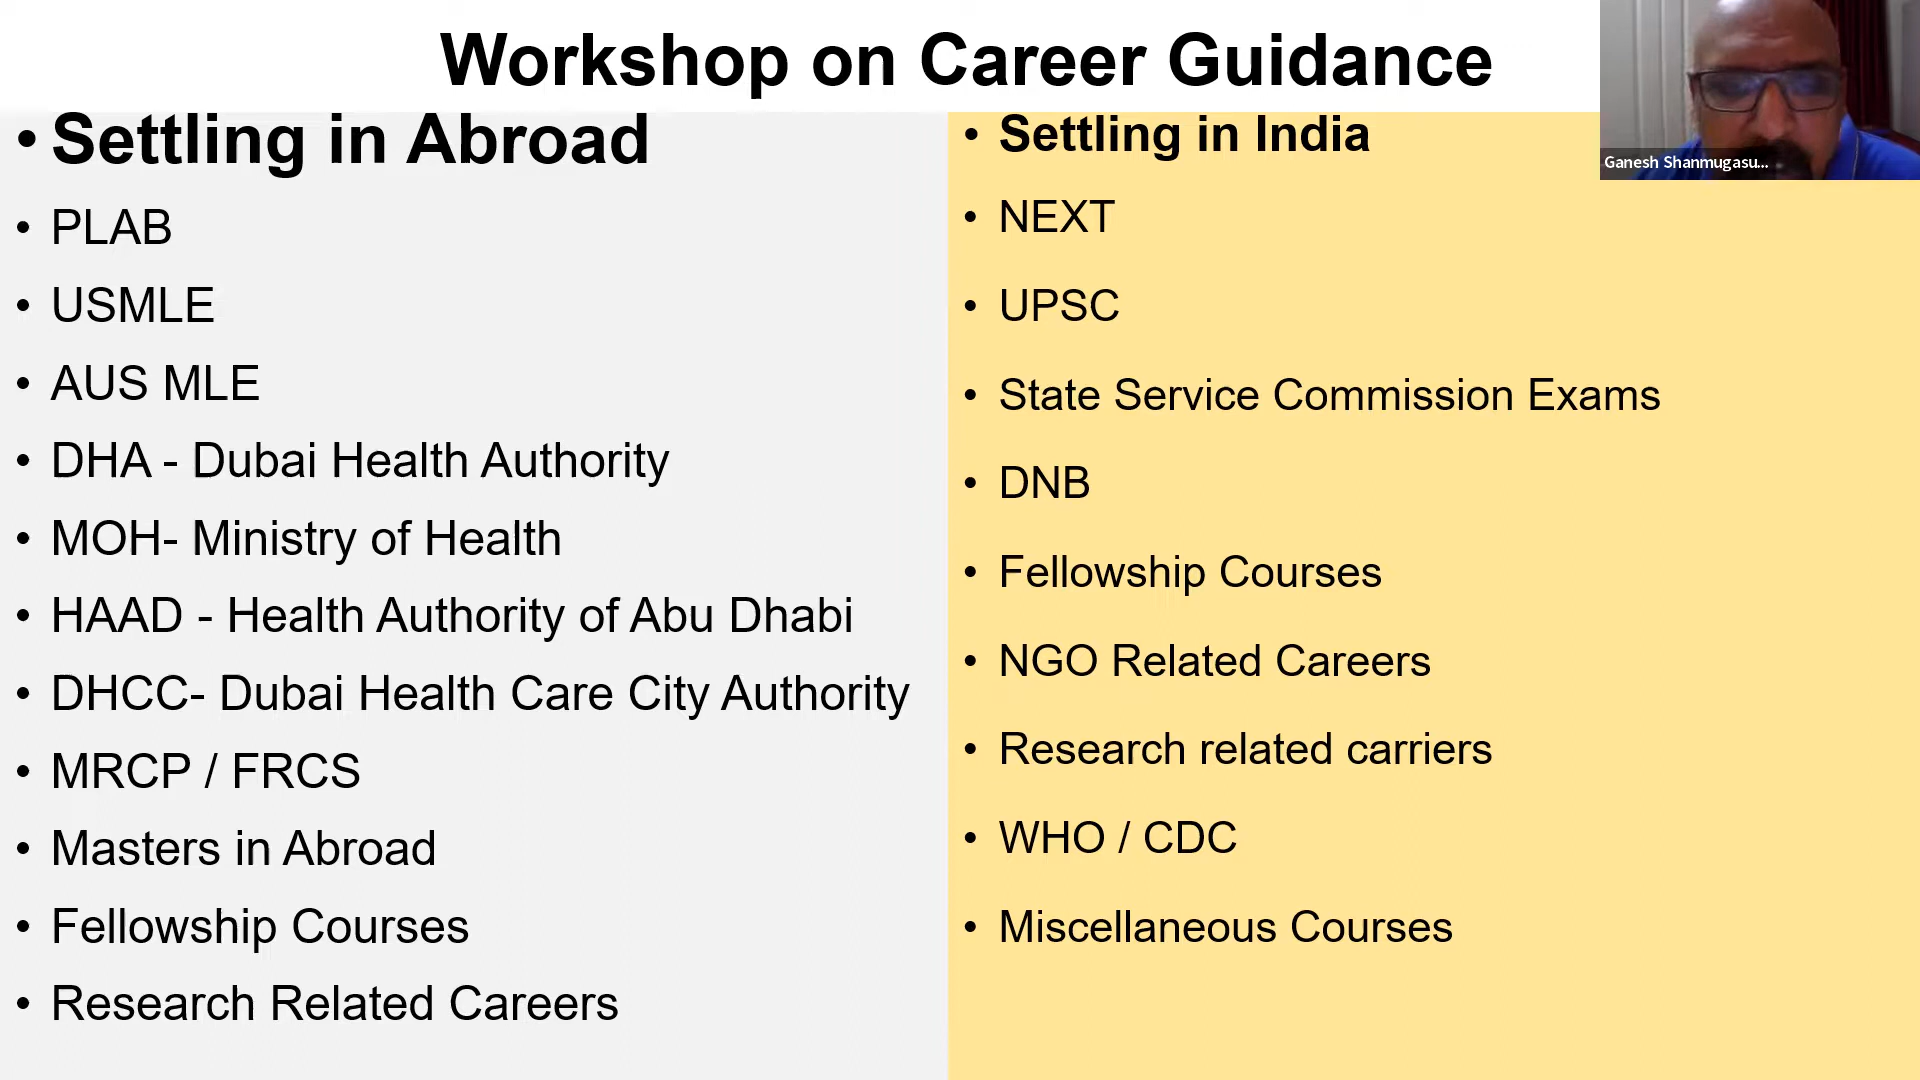 Workshop on Career Guidance
• Settling in Abroad
• PLAB
• USMLE
• AUS MLE
• DHA - Dubai Health Authority
• MOH- Ministry of Health
• HAAD - Health Authority of Abu Dhabi
• DHCC- Dubai Health Care City Authority
• MRCP / FRCS
• Masters in Abroad
• Fellowship Courses
• Research Related Careers
• Settling in India
• NEXT
• UPSC
• State Service Commission Exams
• DNB
• Fellowship Courses
• NGO Related Careers
• Research related carriers
• WHO / CDC
• Miscellaneous Courses
Ganesh Shanmugasu...